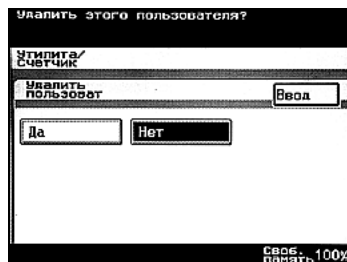 Удалить этого пользователя?
Утилита/
Счетчик
Удалить
пользоват
Ввод
Да
Нет
Своб.
память 100%